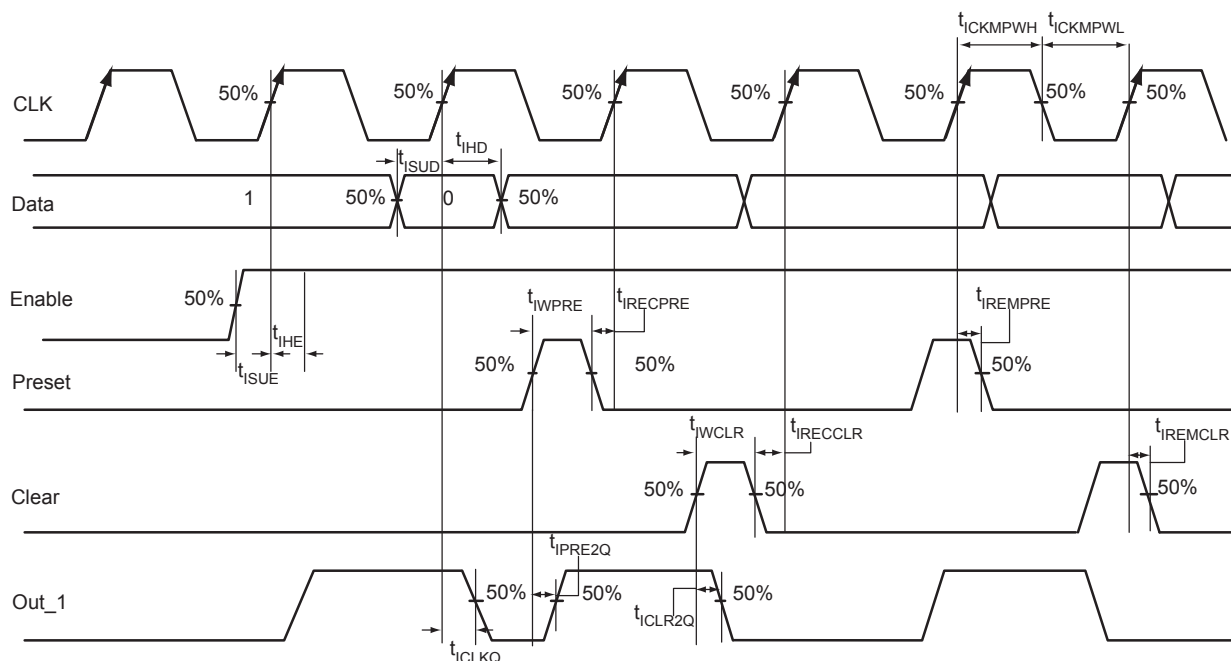 tICKMPWH tICKMPWL
CLK 50% 50% 50% 50% 50% 50% 50%
tISUD tIHD
Data 1 50% 0 50%
Enable 50% tIHE tISUE
tIWPRE tIRECPRE tIREMPRE
Preset 50% 50% 50%
tIWCLR tIRECCLR tIREMCLR
Clear 50% 50% 50%
tIPRE2Q
Out_1 50% 50% tICLR2Q 50%
tICLKQ